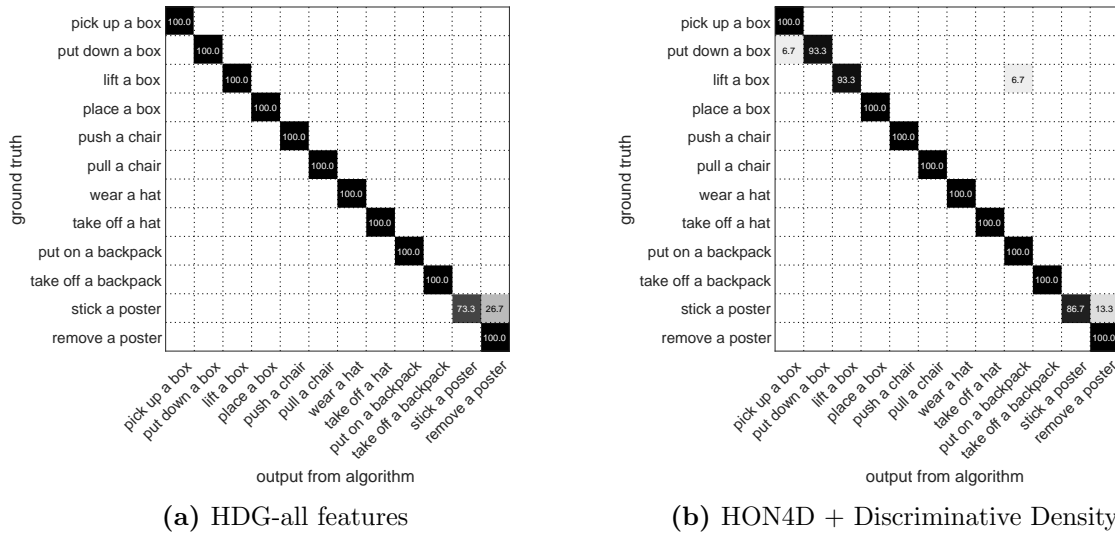 pick up a box
100.0
put down a box
100.0
lift a box
100.0
place a box
100.0
push a chair
100.0
pull a chair
100.0
wear a hat
100.0
take off a hat
100.0
put on a backpack
100.0
take off a backpack
100.0
stick a poster
73.3 26.7
remove a poster
100.0
ground truth
pick up a box
put down a box
lift a box
place a box
push a chair
pull a chair
wear a hat
take off a hat
put on a backpack
take off a backpack
stick a poster
remove a poster
output from algorithm
(a) HDG-all features
pick up a box
100.0
put down a box
6.7 93.3
lift a box
93.3 6.7
place a box
100.0
push a chair
100.0
pull a chair
100.0
wear a hat
100.0
take off a hat
100.0
put on a backpack
100.0
take off a backpack
100.0
stick a poster
86.7 13.3
remove a poster
100.0
ground truth
pick up a box
put down a box
lift a box
place a box
push a chair
pull a chair
wear a hat
take off a hat
put on a backpack
take off a backpack
stick a poster
remove a poster
output from algorithm
(b) HON4D + Discriminative Density